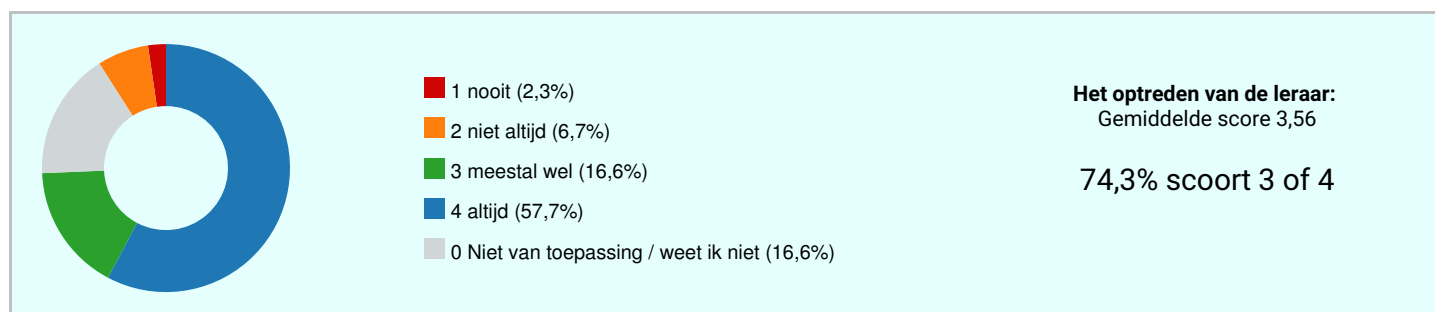 1 nooit (2,3%)
2 niet altijd (6,7%)
3 meestal wel (16,6%)
4 altijd (57,7%)
0 Niet van toepassing / weet ik niet (16,6%)
Het optreden van de leraar:
Gemiddelde score 3,56
74,3% scoort 3 of 4